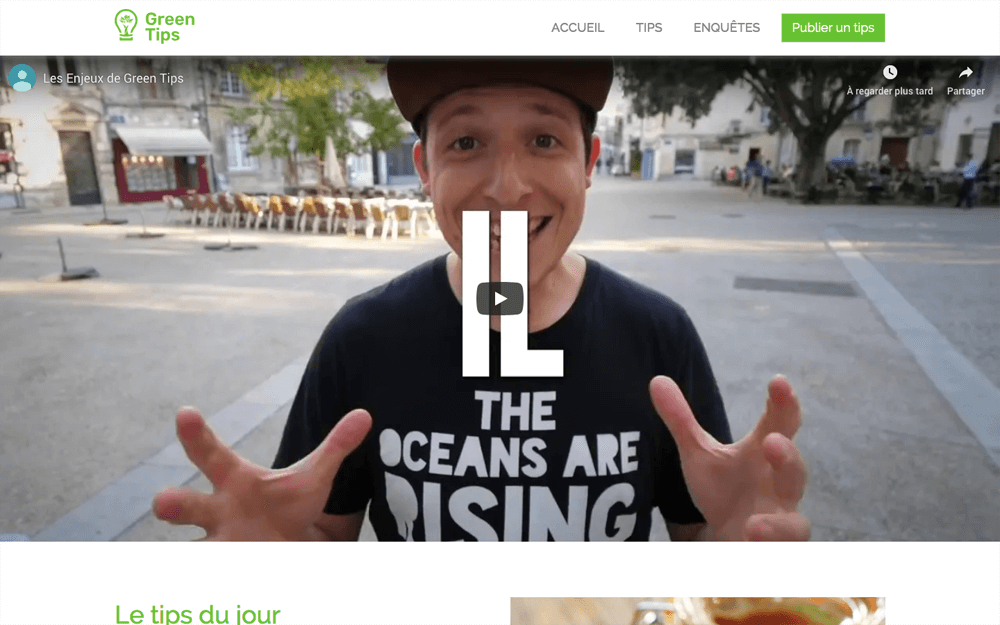 Green
Tips
ACCUEIL
TIPS
ENQUÊTES
Publier un tips
Les Enjeux de Green Tips
À regarder plus tard
Partager
IL
THE
OCEANS ARE
RISING
Le tips du jour